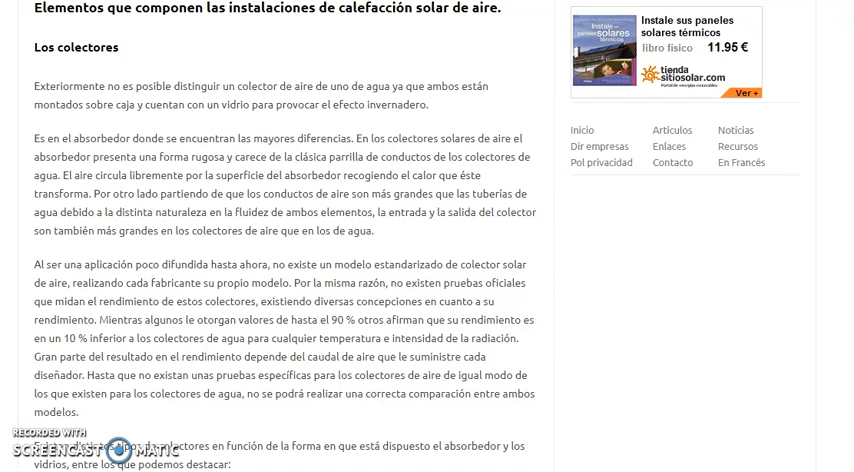 Elementos que componen las instalaciones de calefacción solar de aire.
Los colectores
Exteriormente no es posible distinguir un colector de aire de uno de agua ya que ambos están
montados sobre caja y cuentan con un vidrio para provocar el efecto invernadero.
Es en el absorbedor donde se encuentran las mayores diferencias. En los colectores solares de aire el
absorbedor presenta una forma rugosa y carece de la clásica parrilla de conductos de los colectores de
agua. El aire circula libremente por la superficie del absorbedor recogiendo el calor que éste
transforma. Por otro lado partiendo de que los conductos de aire son más grandes que las tuberías de
agua debido a la distinta naturaleza en la fluidez de ambos elementos, la entrada y la salida del colector
son también más grandes en los colectores de aire que en los de agua.
Al ser una aplicación poco difundida hasta ahora, no existe un modelo estandarizado de colector solar
de aire, realizando cada fabricante su propio modelo. Por la misma razón, no existen pruebas oficiales
que midan el rendimiento de estos colectores, existiendo diversas concepciones en cuanto a su
rendimiento. Mientras algunos le otorgan valores de hasta el 90 % otros afirman que su rendimiento es
en un 10 % inferior a los colectores de agua para cualquier temperatura e intensidad de la radiación.
Gran parte del resultado en el rendimiento depende del caudal de aire que le suministre cada
diseñador. Hasta que no existan unas pruebas específicas para los colectores de aire de igual modo de
los que existen para los colectores de agua, no se podrá realizar una correcta comparación entre ambos
modelos.
tipos de colectores en función de la forma en que está dispuesto el absorbedor y los
vidrios, entre los que podemos destacar:
RECORDED WITH
SCREENCAST MATIC
Instale sus paneles
solares térmicos
libro físico 11.95 €
tienda
sitiosolar.com
Portal de energías renovables
Ver +
Instale
paneles solares
térmicos
Inicio Articulos Noticias
Dir empresas Enlaces Recursos
Pol privacidad Contacto En Francés